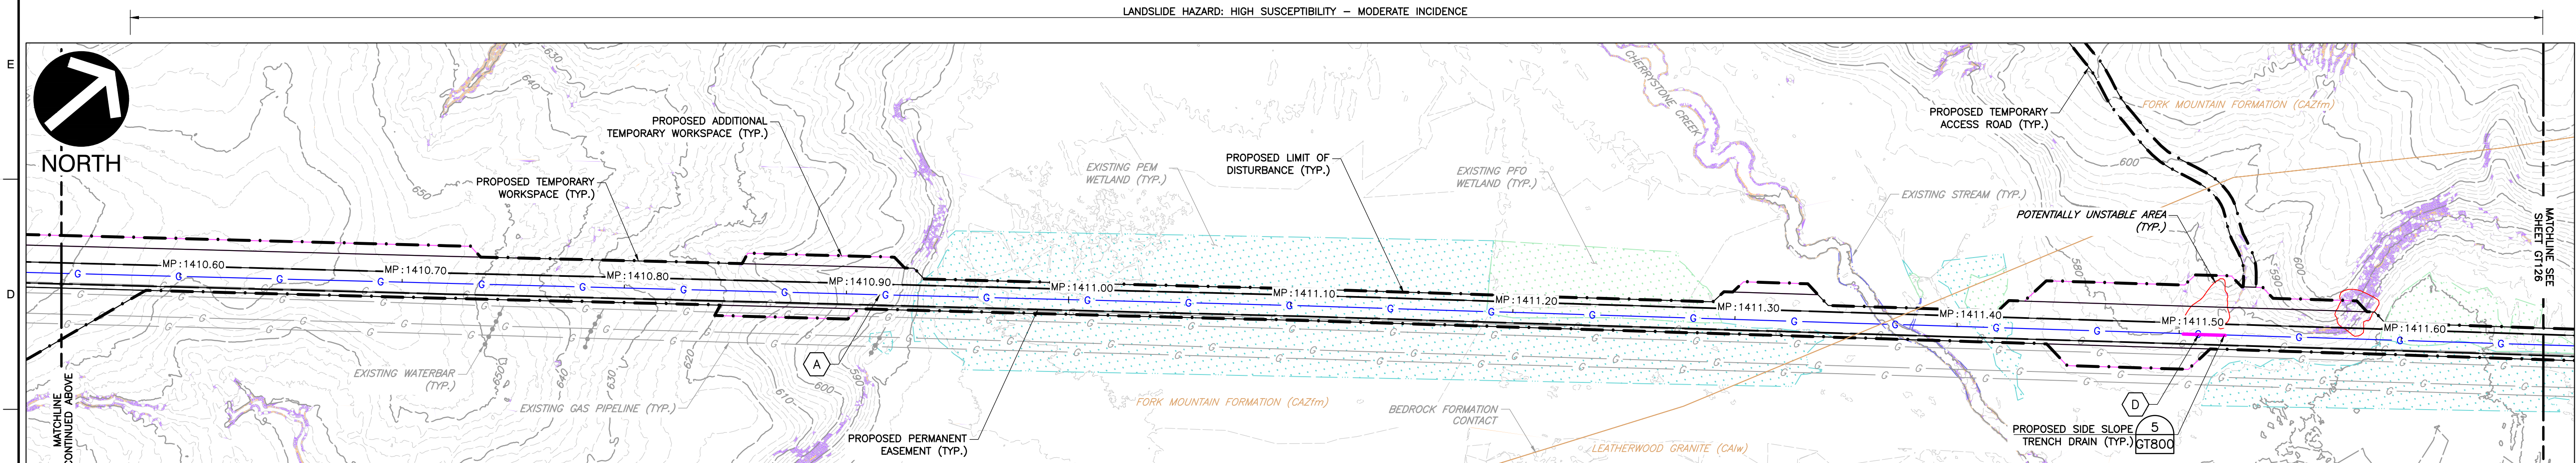 LANDSLIDE HAZARD: HIGH SUSCEPTIBILITY – MODERATE INCIDENCE
E
D
NORTH
630
640
650
PROPOSED ADDITIONAL
TEMPORARY WORKSPACE (TYP.)
PROPOSED TEMPORARY
WORKSPACE (TYP.)
EXISTING PEM
WETLAND (TYP.)
PROPOSED LIMIT OF
DISTURBANCE (TYP.)
EXISTING PFO
WETLAND (TYP.)
CHERRYSTONE CREEK
EXISTING STREAM (TYP.)
PROPOSED TEMPORARY
ACCESS ROAD (TYP.)
FORK MOUNTAIN FORMATION (CAZfm)
600
POTENTIALLY UNSTABLE AREA
(TYP.)
580
590
600
MATCHLINE SEE
SHEET GT126
MP:1410.60
MP:1410.70
MP:1410.80
MP:1410.90
MP:1411.00
MP:1411.10
MP:1411.20
MP:1411.30
MP:1411.40
MP:1411.50
MP:1411.60
G G G G G G G G G G G G G G G G G G G G G G G G G
MATCHLINE
CONTINUED ABOVE
EXISTING WATERBAR
(TYP.)
650
640
630
620
610
600
590
EXISTING GAS PIPELINE (TYP.)
A
PROPOSED PERMANENT
EASEMENT (TYP.)
FORK MOUNTAIN FORMATION (CAZfm)
BEDROCK FORMATION
CONTACT
LEATHERWOOD GRANITE (CAlw)
D
PROPOSED SIDE SLOPE
TRENCH DRAIN (TYP.)
5
GT800